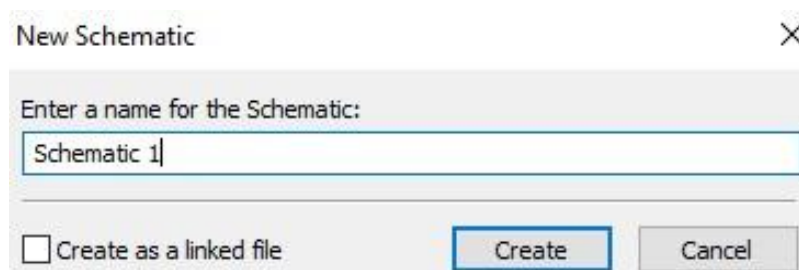 New Schematic
Enter a name for the Schematic:
Schematic 1
Create as a linked file
Create
Cancel